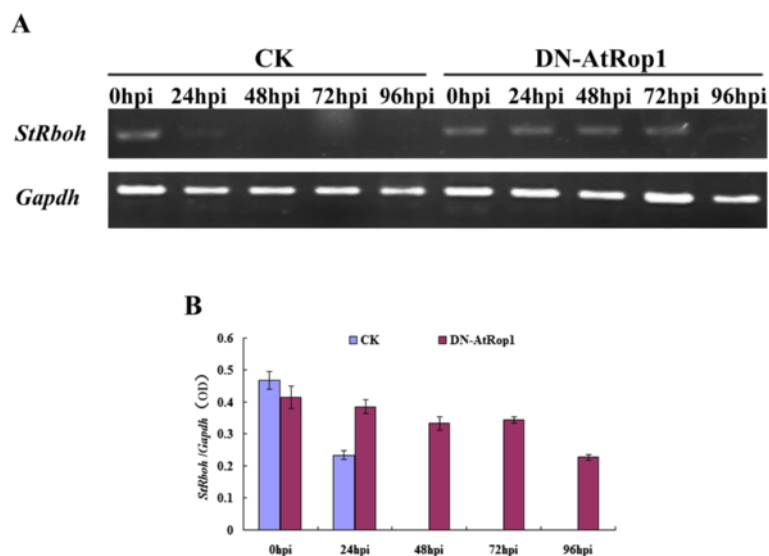 A
CK DN-AtRop1
0hpi 24hpi 48hpi 72hpi 96hpi 0hpi 24hpi 48hpi 72hpi 96hpi
StRboh
Gapdh
B
CK DN-AtRop1
StRboh /Gapdh (OD)
0.6
0.5
0.4
0.3
0.2
0.1
0
0hpi 24hpi 48hpi 72hpi 96hpi